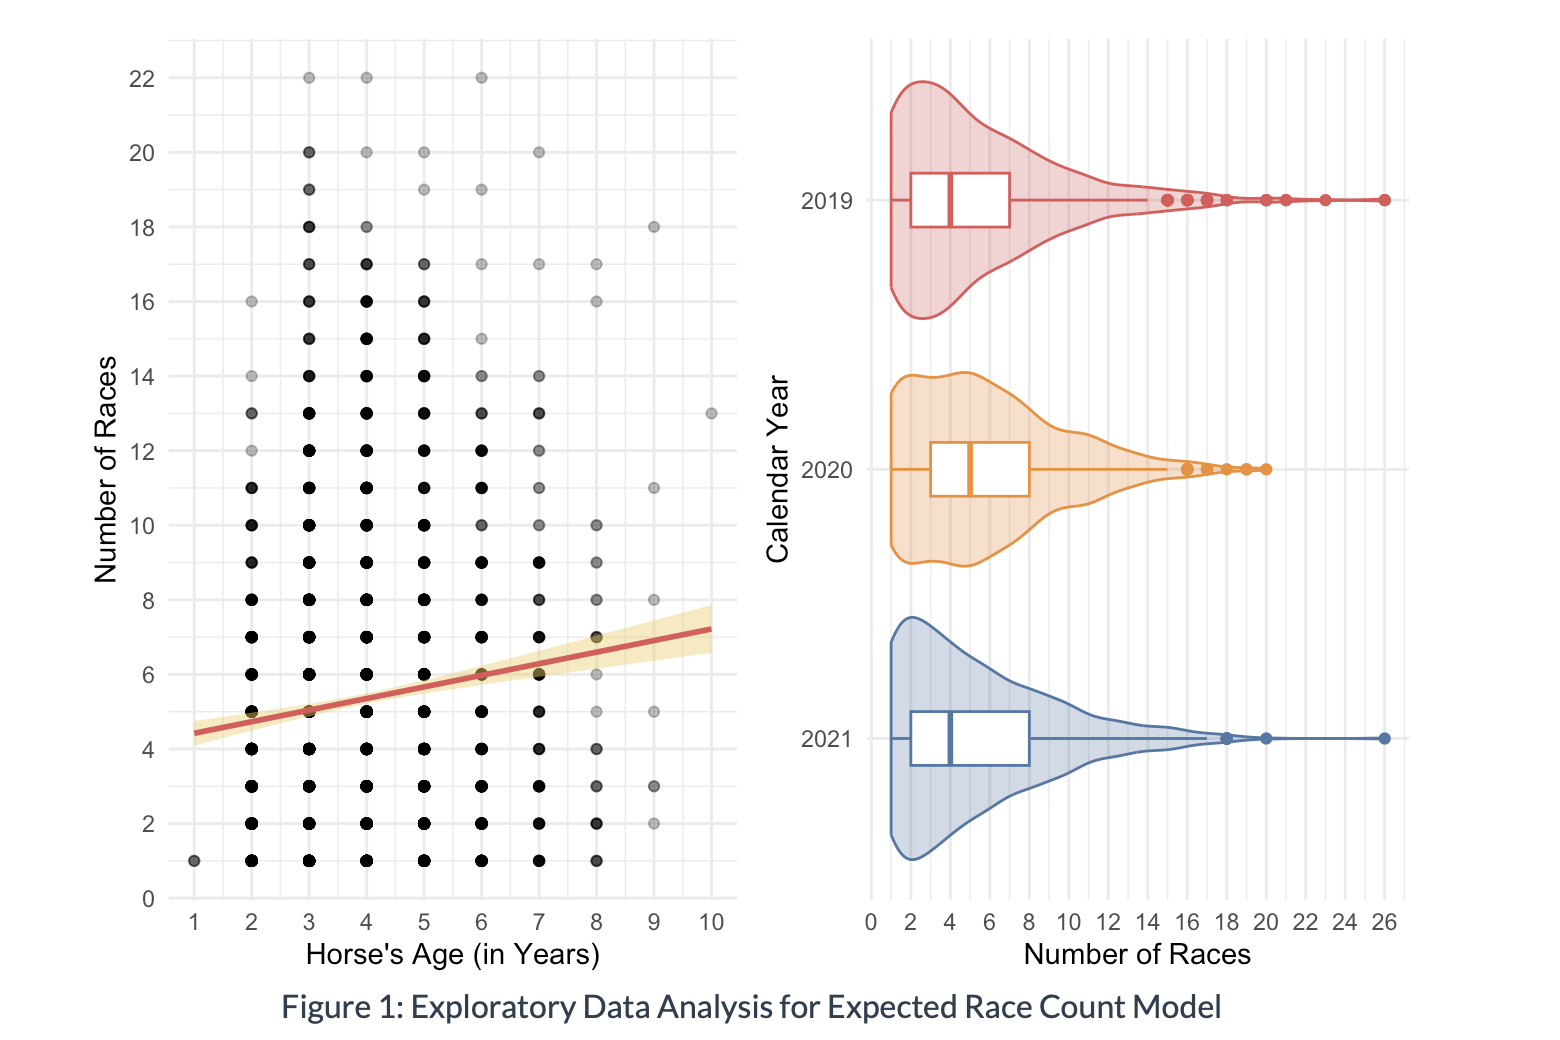 22
20
18
16
14
12
10
8
6
4
2
0
Number of Races
1 2 3 4 5 6 7 8 9 10
Horse's Age (in Years)
2019
2020
2021
Calendar Year
0 2 4 6 8 10 12 14 16 18 20 22 24 26
Number of Races
Figure 1: Exploratory Data Analysis for Expected Race Count Model